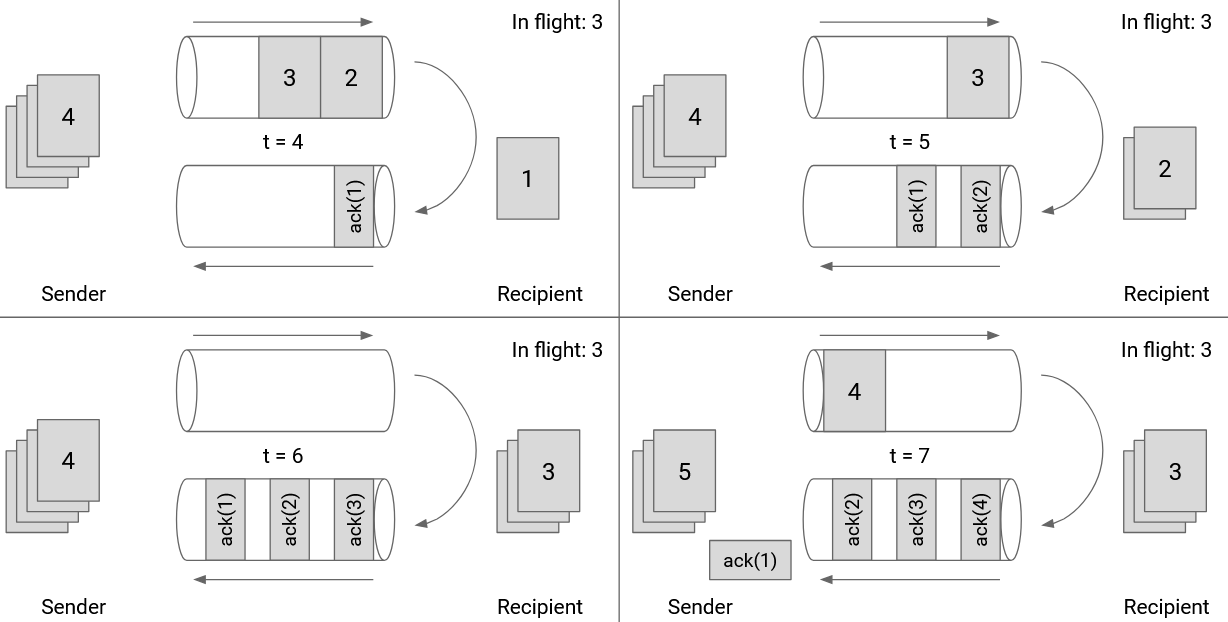 In flight: 3
3
2
4
t = 4
1
ack(1)
Sender
Recipient
In flight: 3
3
4
t = 5
2
ack(1)
ack(2)
Sender
Recipient
In flight: 3
4
t = 6
3
ack(1)
ack(2)
ack(3)
Sender
Recipient
In flight: 3
4
t = 7
5
3
ack(2)
ack(3)
ack(4)
ack(1)
Sender
Recipient